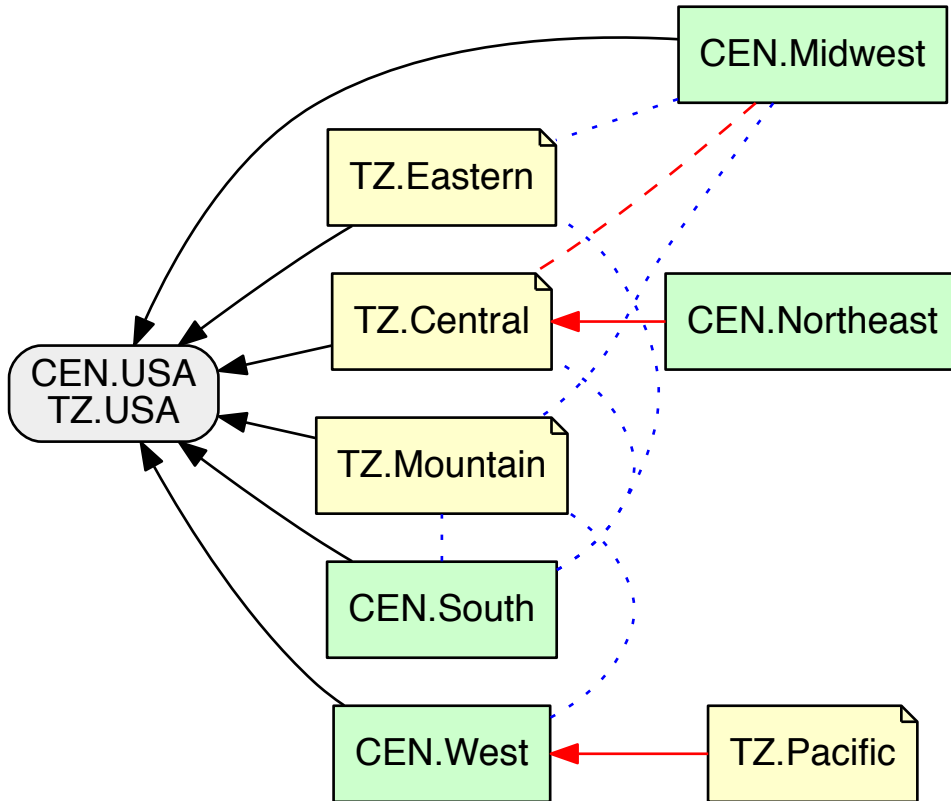 CEN.Midwest
TZ.Eastern
TZ.Central
CEN.Northeast
CEN.USA
TZ.USA
TZ.Mountain
CEN.South
CEN.West
TZ.Pacific